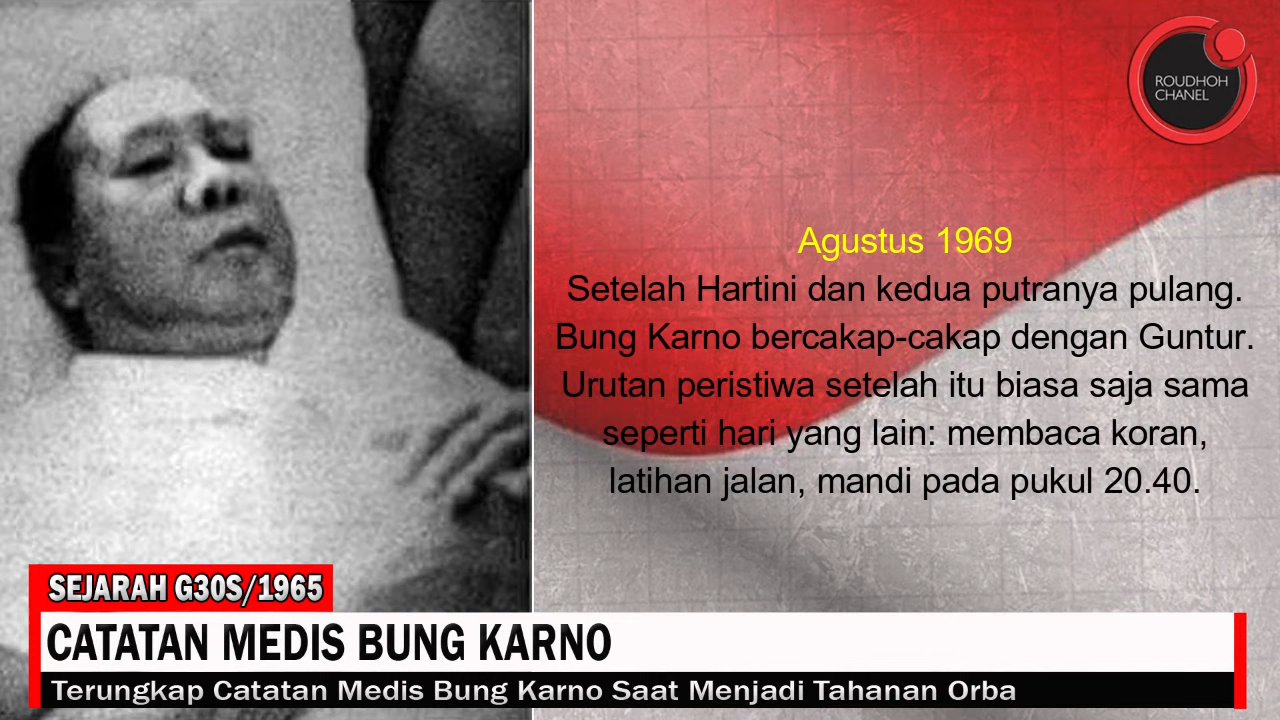 ROUDHOH
CHANEL
Agustus 1969
Setelah Hartini dan kedua putranya pulang.
Bung Karno bercakap-cakap dengan Guntur.
Urutan peristiwa setelah itu biasa saja sama
seperti hari yang lain: membaca koran,
latihan jalan, mandi pada pukul 20.40.
SEJARAH G30S/1965
CATATAN MEDIS BUNG KARNO
Terungkap Catatan Medis Bung Karno Saat Menjadi Tahanan Orba